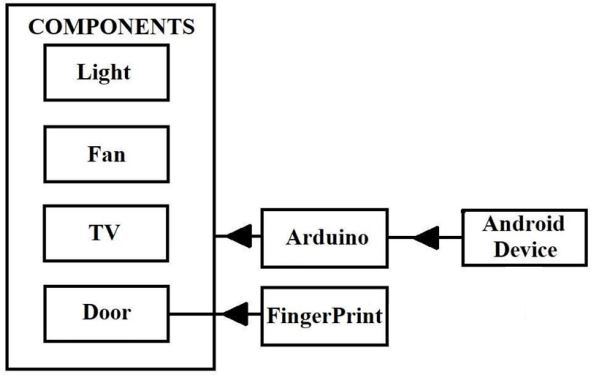 COMPONENTS
Light
Fan
TV
Door
Arduino
FingerPrint
Android
Device